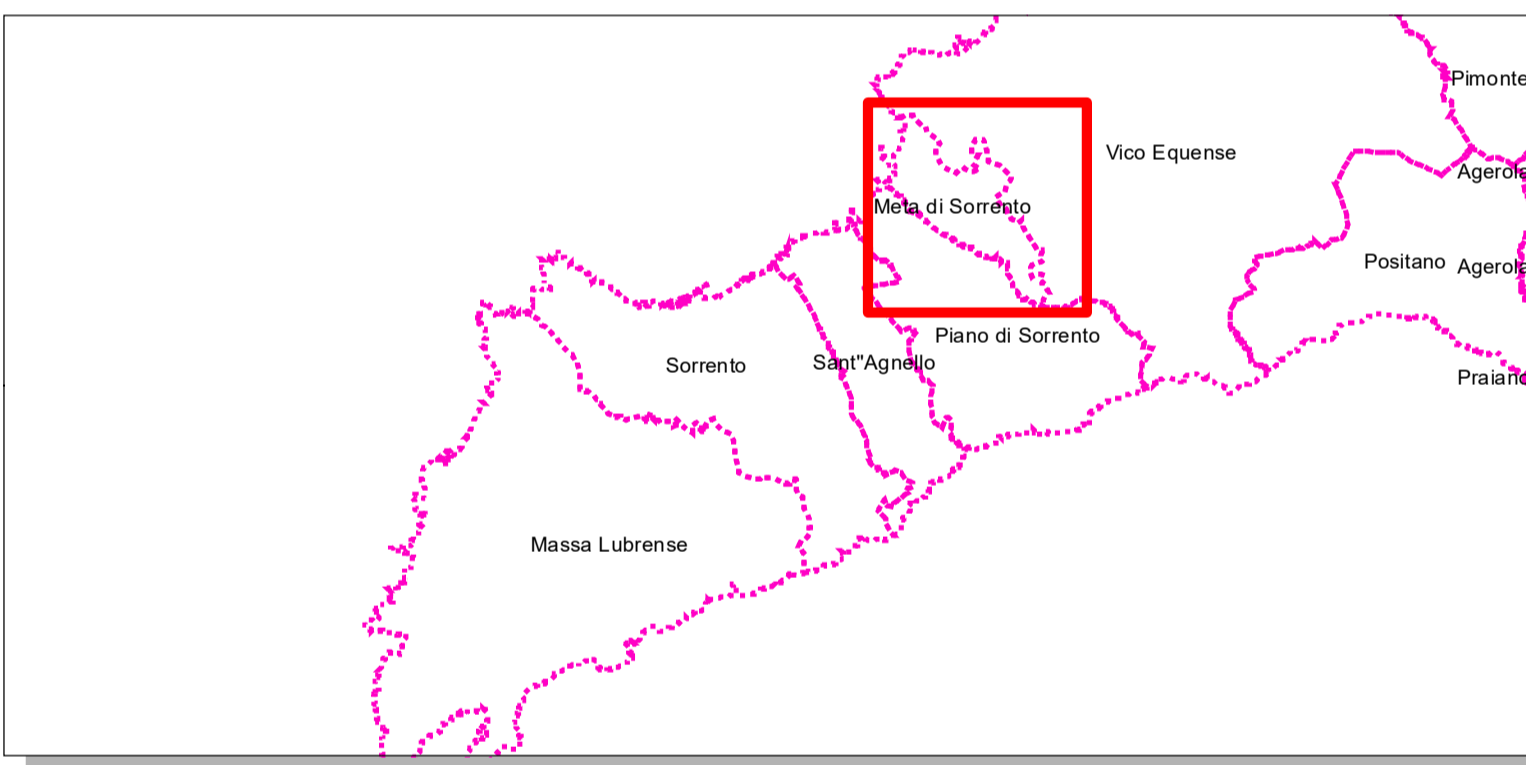 Pimonte
Vico Equense
Agerola
Meta di Sorrento
Positano
Agerola
Piano di Sorrento
Sorrento
Sant"Agnello
Praiano
Massa Lubrense